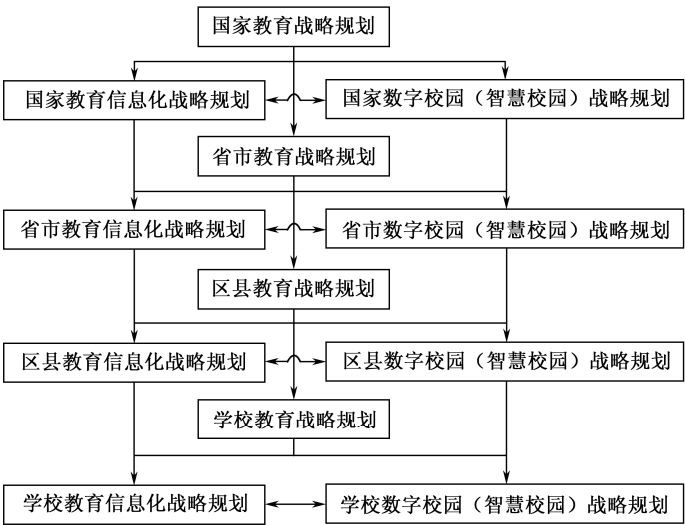 国家教育战略规划
国家教育信息化战略规划
国家数字校园（智慧校园）战略规划
省市教育战略规划
省市教育信息化战略规划
省市数字校园（智慧校园）战略规划
区县教育战略规划
区县教育信息化战略规划
区县数字校园（智慧校园）战略规划
学校教育战略规划
学校教育信息化战略规划
学校数字校园（智慧校园）战略规划